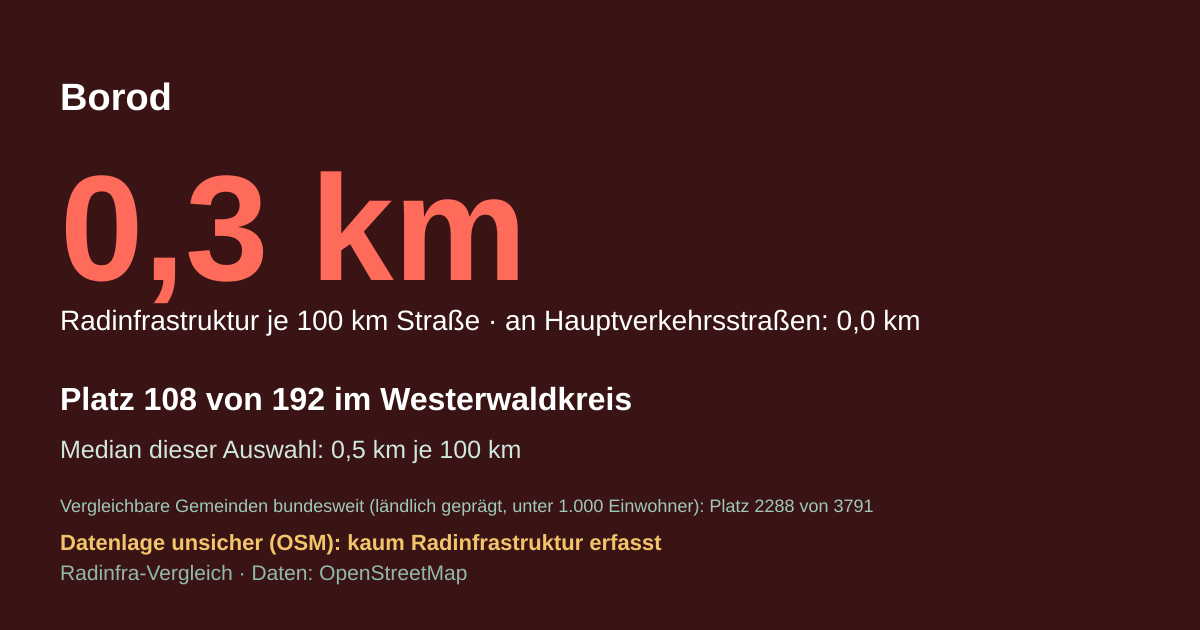 Borod
0,3 km
Radinfrastruktur je 100 km Straße · an Hauptverkehrsstraßen: 0,0 km
Platz 108 von 192 im Westerwaldkreis
Median dieser Auswahl: 0,5 km je 100 km
Vergleichbare Gemeinden bundesweit (ländlich geprägt, unter 1.000 Einwohner): Platz 2288 von 3791
Datenlage unsicher (OSM): kaum Radinfrastruktur erfasst
Radinfra-Vergleich · Daten: OpenStreetMap